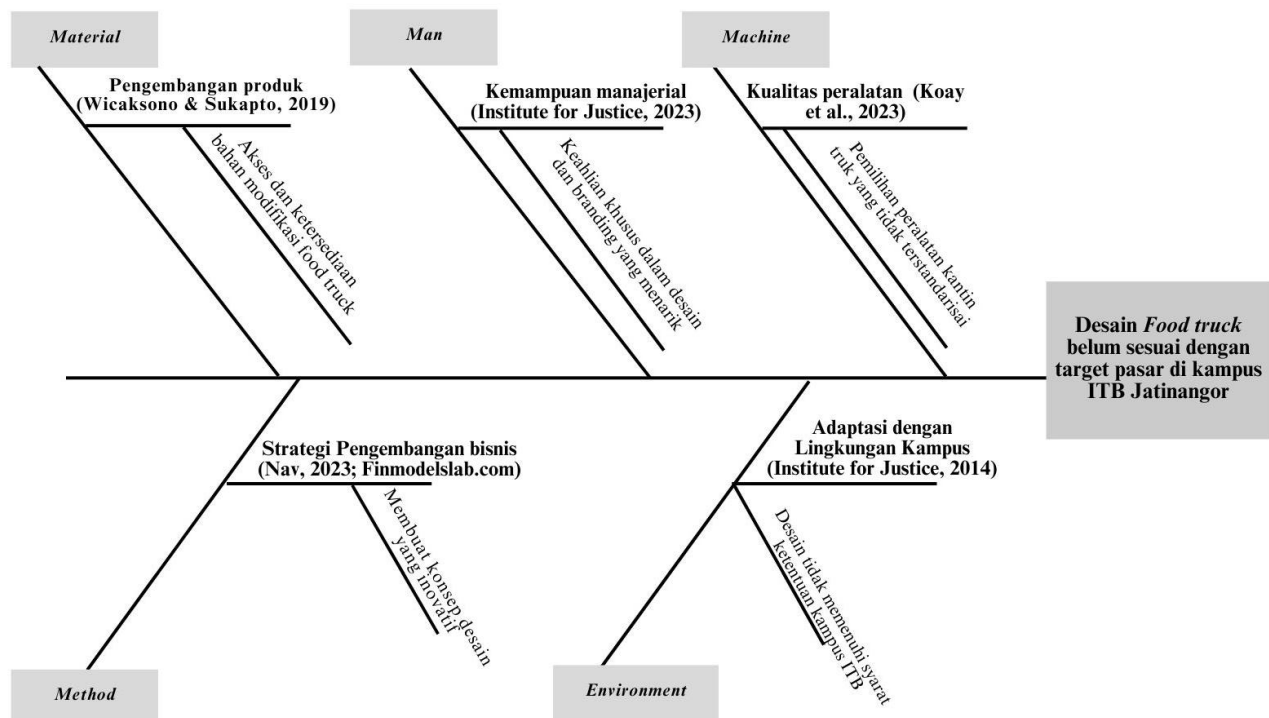 Material
Man
Machine
Pengembangan produk
(Wicaksono & Sukapto, 2019)
Akses dan ketersediaan
bahan modifikasi food truck
Kemampuan manajerial
(Institute for Justice, 2023)
Keahlian khusus dalam desain
dan branding yang menarik
Kualitas peralatan (Koay
et al., 2023)
Pemilihan peralatan kantin
truk yang tidak terstandarisai
Desain Food truck
belum sesuai dengan
target pasar di kampus
ITB Jatinangor
Strategi Pengembangan bisnis
(Nav, 2023; Finmodelslab.com)
Membuat konsep desain
yang inovatif
Adaptasi dengan
Lingkungan Kampus
(Institute for Justice, 2014)
Desain tidak memenuhi syarat
ketentuan kampus ITB
Method
Environment